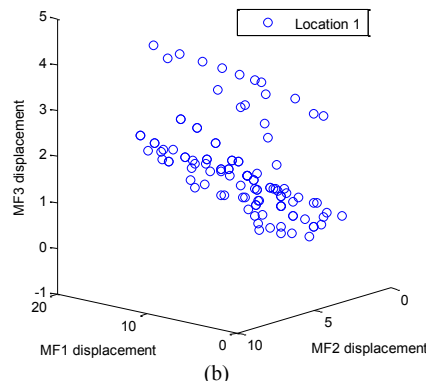 Location 1
5
4
3
2
1
0
-1
MF3 displacement
20
10
0
10
5
0
MF1 displacement
MF2 displacement
(b)